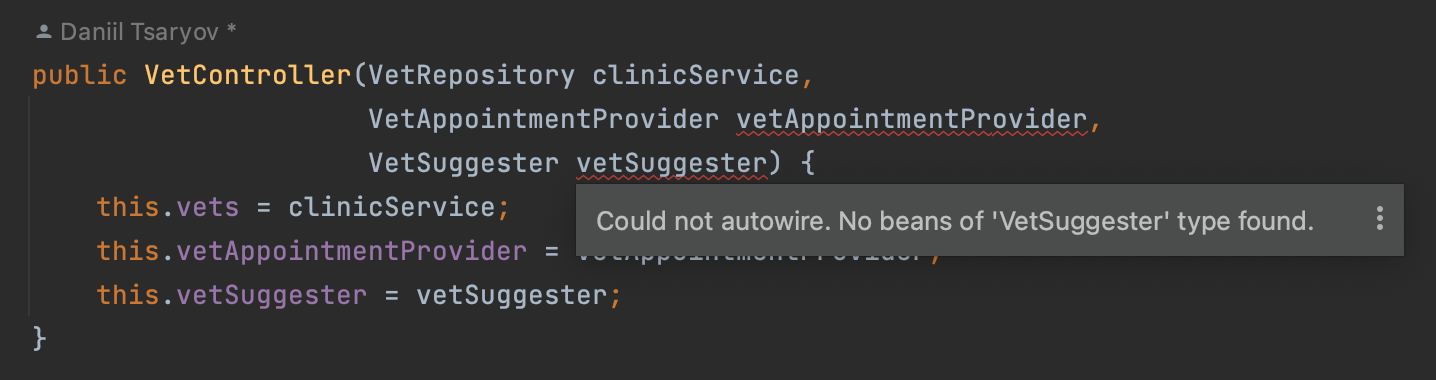 Daniil Tsaryov *
public VetController(VetRepository clinicService,
VetAppointmentProvider vetAppointmentProvider,
VetSuggester vetSuggester) {
this.vets = clinicService;
Could not autowire. No beans of 'VetSuggester' type found.
this.vetAppointmentProvider = vetAppointmentProvider;
this.vetSuggester = vetSuggester;
}